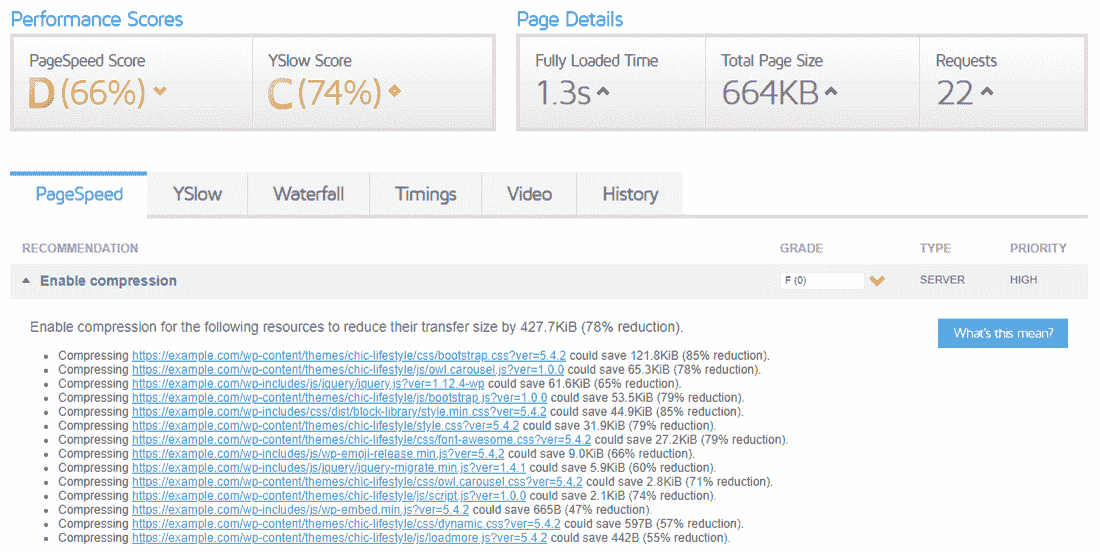 Performance Scores
Page Details
PageSpeed Score
YSlow Score
Fully Loaded Time
Total Page Size
Requests
D (66%)
C (74%)
1.3s
664KB
22
PageSpeed
YSlow
Waterfall
Timings
Video
History
RECOMMENDATION
GRADE
TYPE
PRIORITY
Enable compression
F (0)
SERVER
HIGH
Enable compression for the following resources to reduce their transfer size by 427.7KiB (78% reduction).
What's this mean?
Compressing https://example.com/wp-content/themes/chic-lifestyle/css/bootstrap.css?ver=5.4.2 could save 121.8KiB (85% reduction).
Compressing https://example.com/wp-content/themes/chic-lifestyle/js/owl.carousel.js?ver=1.0.0 could save 65.3KiB (78% reduction).
Compressing https://example.com/wp-includes/js/jquery/jquery.js?ver=1.12.4-wp could save 61.6KiB (65% reduction).
Compressing https://example.com/wp-content/themes/chic-lifestyle/js/bootstrap.js?ver=1.0.0 could save 53.5KiB (79% reduction).
Compressing https://example.com/wp-includes/css/dist/block-library/style.min.css?ver=5.4.2 could save 44.9KiB (85% reduction).
Compressing https://example.com/wp-content/themes/chic-lifestyle/style.css?ver=5.4.2 could save 31.9KiB (79% reduction).
Compressing https://example.com/wp-content/themes/chic-lifestyle/css/font-awesome.css?ver=5.4.2 could save 27.2KiB (79% reduction).
Compressing https://example.com/wp-includes/js/wp-emoji-release.min.js?ver=5.4.2 could save 9.0KiB (66% reduction).
Compressing https://example.com/wp-includes/js/jquery/jquery-migrate.min.js?ver=1.4.1 could save 5.9KiB (60% reduction).
Compressing https://example.com/wp-content/themes/chic-lifestyle/css/owl.carousel.css?ver=5.4.2 could save 2.8KiB (71% reduction).
Compressing https://example.com/wp-content/themes/chic-lifestyle/js/script.js?ver=1.0.0 could save 2.1KiB (74% reduction).
Compressing https://example.com/wp-includes/js/wp-embed.min.js?ver=5.4.2 could save 665B (47% reduction).
Compressing https://example.com/wp-content/themes/chic-lifestyle/css/dynamic.css?ver=5.4.2 could save 597B (57% reduction).
Compressing https://example.com/wp-content/themes/chic-lifestyle/js/loadmore.js?ver=5.4.2 could save 442B (55% reduction).